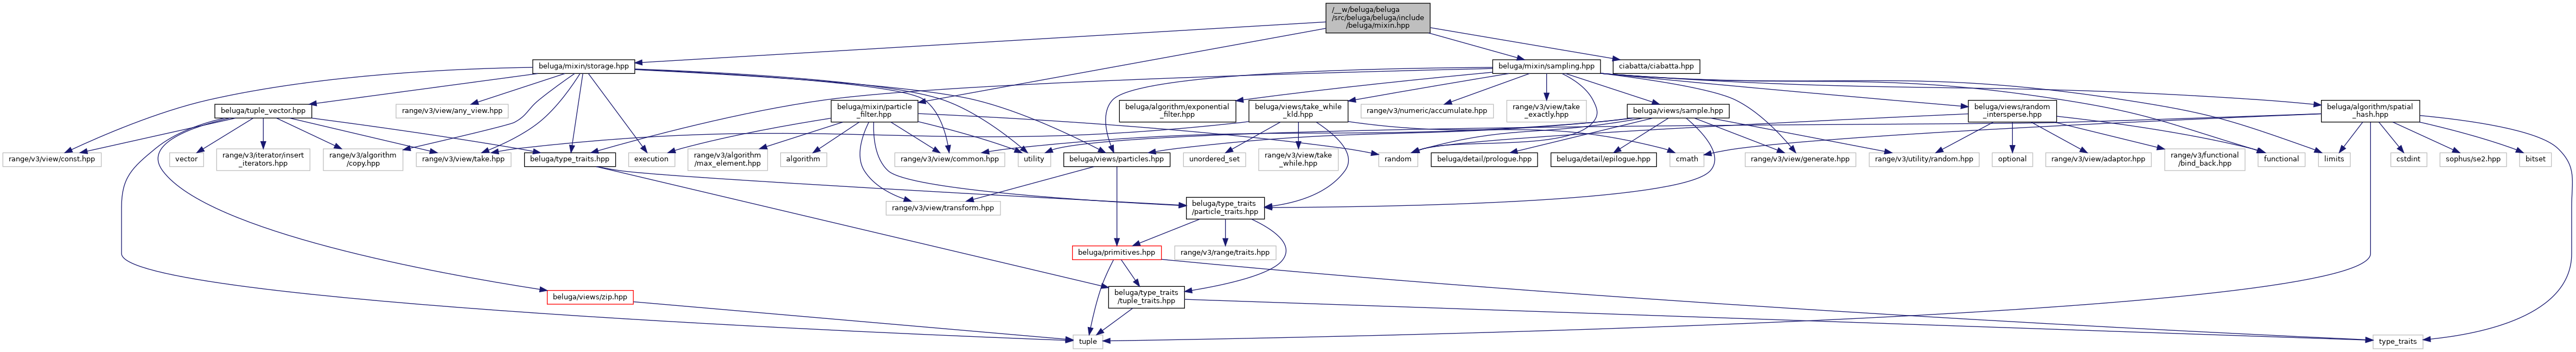 /__w/beluga/beluga
/src/beluga/beluga/include
/beluga/mixin.hpp
beluga/mixin/storage.hpp
beluga/mixin/sampling.hpp
ciabatta/ciabatta.hpp
beluga/tuple_vector.hpp
range/v3/view/any_view.hpp
beluga/mixin/particle
_filter.hpp
beluga/algorithm/exponential
_filter.hpp
beluga/views/take_while
_kld.hpp
range/v3/numeric/accumulate.hpp
range/v3/view/take
_exactly.hpp
beluga/views/sample.hpp
beluga/views/random
_intersperse.hpp
beluga/algorithm/spatial
_hash.hpp
range/v3/view/const.hpp
vector
range/v3/iterator/insert
_iterators.hpp
range/v3/algorithm
/copy.hpp
range/v3/view/take.hpp
beluga/type_traits.hpp
execution
range/v3/algorithm
/max_element.hpp
algorithm
range/v3/view/common.hpp
utility
beluga/views/particles.hpp
unordered_set
range/v3/view/take
_while.hpp
random
beluga/detail/prologue.hpp
beluga/detail/epilogue.hpp
cmath
range/v3/view/generate.hpp
range/v3/utility/random.hpp
optional
range/v3/view/adaptor.hpp
range/v3/functional
/bind_back.hpp
functional
limits
cstdint
sophus/se2.hpp
bitset
range/v3/view/transform.hpp
beluga/type_traits
/particle_traits.hpp
beluga/primitives.hpp
range/v3/range/traits.hpp
beluga/views/zip.hpp
beluga/type_traits
/tuple_traits.hpp
tuple
type_traits